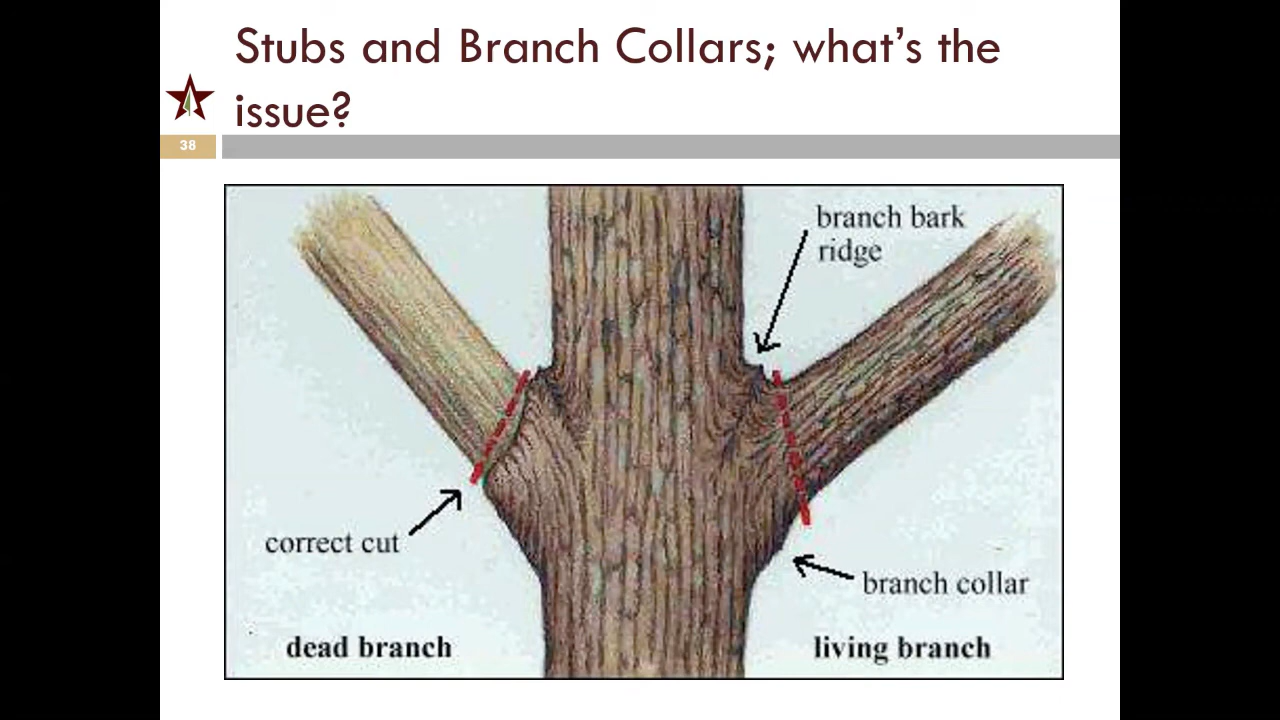 Stubs and Branch Collars; what's the
issue?
38
branch bark
ridge
correct cut
branch collar
dead branch
living branch